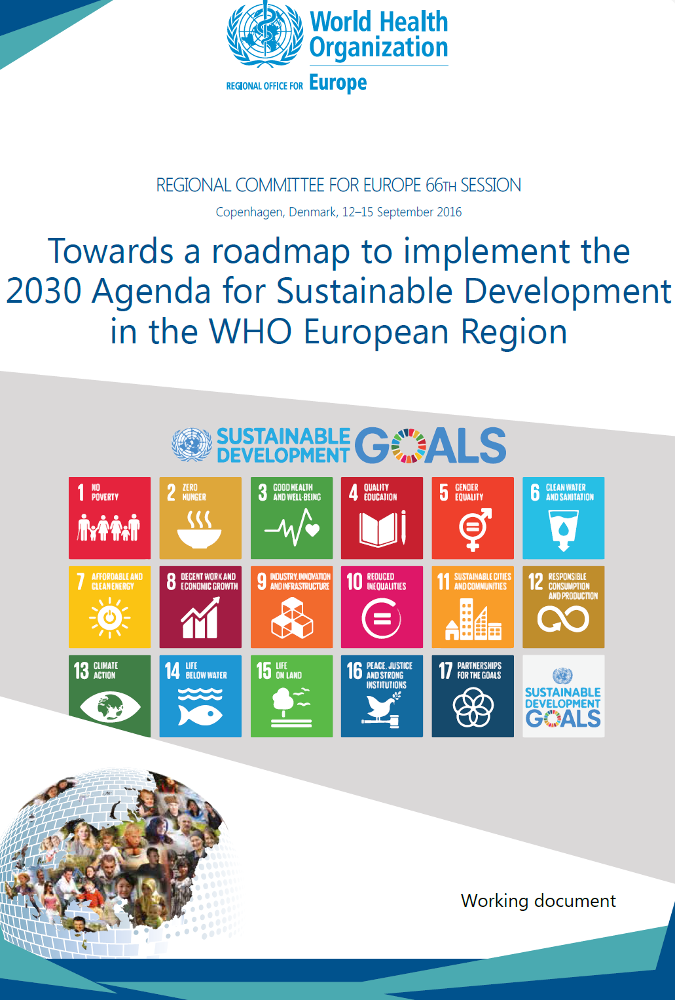 World Health
Organization
REGIONAL OFFICE FOR Europe
REGIONAL COMMITTEE FOR EUROPE 66TH SESSION
Copenhagen, Denmark, 12–15 September 2016
Towards a roadmap to implement the
2030 Agenda for Sustainable Development
in the WHO European Region
SUSTAINABLE
DEVELOPMENT
GOALS
1 NO
POVERTY
2 ZERO
HUNGER
3 GOOD HEALTH
AND WELL-BEING
4 QUALITY
EDUCATION
5 GENDER
EQUALITY
6 CLEAN WATER
AND SANITATION
7 AFFORDABLE AND
CLEAN ENERGY
8 DECENT WORK AND
ECONOMIC GROWTH
9 INDUSTRY, INNOVATION
AND INFRASTRUCTURE
10 REDUCED
INEQUALITIES
11 SUSTAINABLE CITIES
AND COMMUNITIES
12 RESPONSIBLE
CONSUMPTION
AND PRODUCTION
13 CLIMATE
ACTION
14 LIFE
BELOW WATER
15 LIFE
ON LAND
16 PEACE, JUSTICE
AND STRONG
INSTITUTIONS
17 PARTNERSHIPS
FOR THE GOALS
SUSTAINABLE
DEVELOPMENT
GOALS
Working document